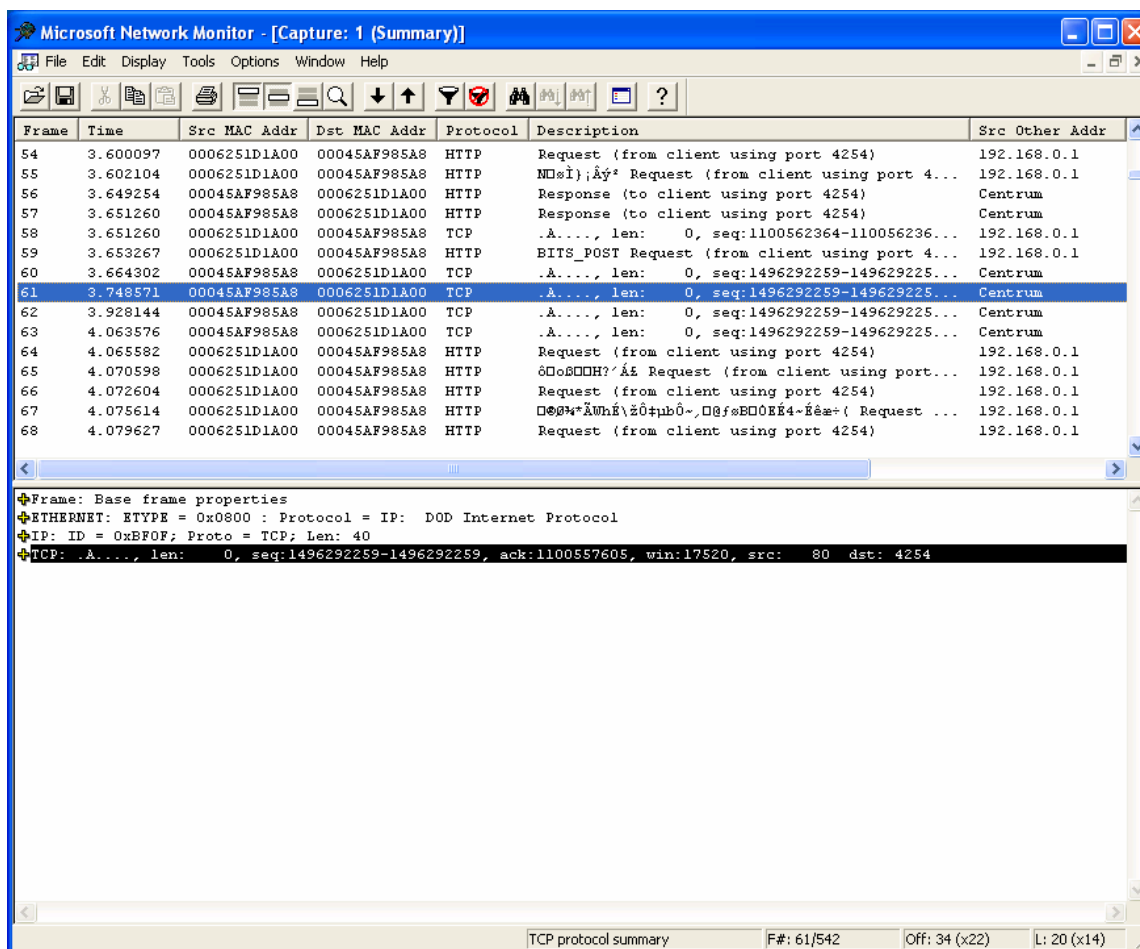 Microsoft Network Monitor - [Capture: 1 (Summary)]
File Edit Display Tools Options Window Help
Frame Time Src MAC Addr Dst MAC Addr Protocol Description Src Other Addr
54 3.600097 0006251D1A00 00045AF985A8 HTTP Request (from client using port 4254) 192.168.0.1
55 3.602104 0006251D1A00 00045AF985A8 HTTP Request (from client using port 4... 192.168.0.1
56 3.649254 00045AF985A8 0006251D1A00 HTTP Response (to client using port 4254) Centrum
57 3.651260 00045AF985A8 0006251D1A00 HTTP Response (to client using port 4254) Centrum
58 3.651260 0006251D1A00 00045AF985A8 TCP .A...., len: 0, seq:1100562364-110056236... 192.168.0.1
59 3.653267 0006251D1A00 00045AF985A8 HTTP BITS_POST Request (from client using port 4... 192.168.0.1
60 3.664302 00045AF985A8 0006251D1A00 TCP .A...., len: 0, seq:1496292259-149629225... Centrum
61 3.748571 00045AF985A8 0006251D1A00 TCP .A...., len: 0, seq:1496292259-149629225... Centrum
62 3.928144 00045AF985A8 0006251D1A00 TCP .A...., len: 0, seq:1496292259-149629225... Centrum
63 4.063576 00045AF985A8 0006251D1A00 TCP .A...., len: 0, seq:1496292259-149629225... Centrum
64 4.065582 0006251D1A00 00045AF985A8 HTTP Request (from client using port 4254) 192.168.0.1
65 4.070598 0006251D1A00 00045AF985A8 HTTP Request (from client using port... 192.168.0.1
66 4.072604 0006251D1A00 00045AF985A8 HTTP Request (from client using port 4254) 192.168.0.1
67 4.075614 0006251D1A00 00045AF985A8 HTTP Request ... 192.168.0.1
68 4.079627 0006251D1A00 00045AF985A8 HTTP Request (from client using port 4254) 192.168.0.1
Frame: Base frame properties
ETHERNET: ETYPE = 0x0800 : Protocol = IP: DOD Internet Protocol
IP: ID = 0xBF0F; Proto = TCP; Len: 40
TCP: .A...., len: 0, seq:1496292259-1496292259, ack:1100557605, win:17520, src: 80 dst: 4254
TCP protocol summary F#: 61/542 Off: 34 (x22) L: 20 (x14)